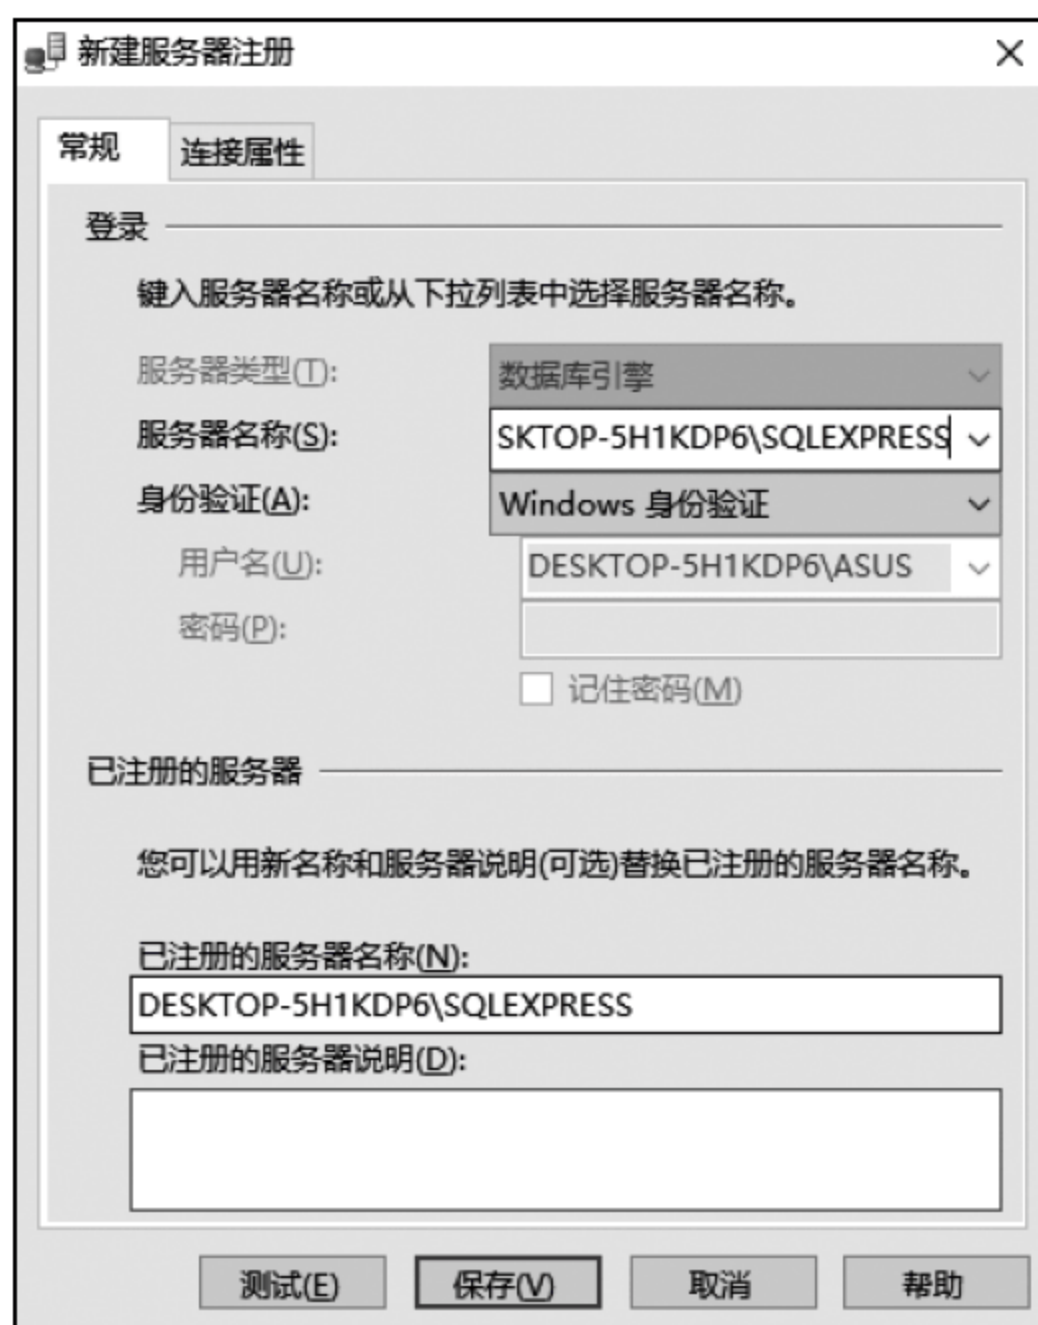 新建服务器注册
常规
连接属性
登录
键入服务器名称或从下拉列表中选择服务器名称。
服务器类型(T):
数据库引擎
服务器名称(S):
SKTOP-5H1KDP6\SQLEXPRESS
身份验证(A):
Windows 身份验证
用户名(U):
DESKTOP-5H1KDP6\ASUS
密码(P):
记住密码(M)
已注册的服务器
您可以用新名称和服务器说明(可选)替换已注册的服务器名称。
已注册的服务器名称(N):
DESKTOP-5H1KDP6\SQLEXPRESS
已注册的服务器说明(D):
测试(E)
保存(V)
取消
帮助